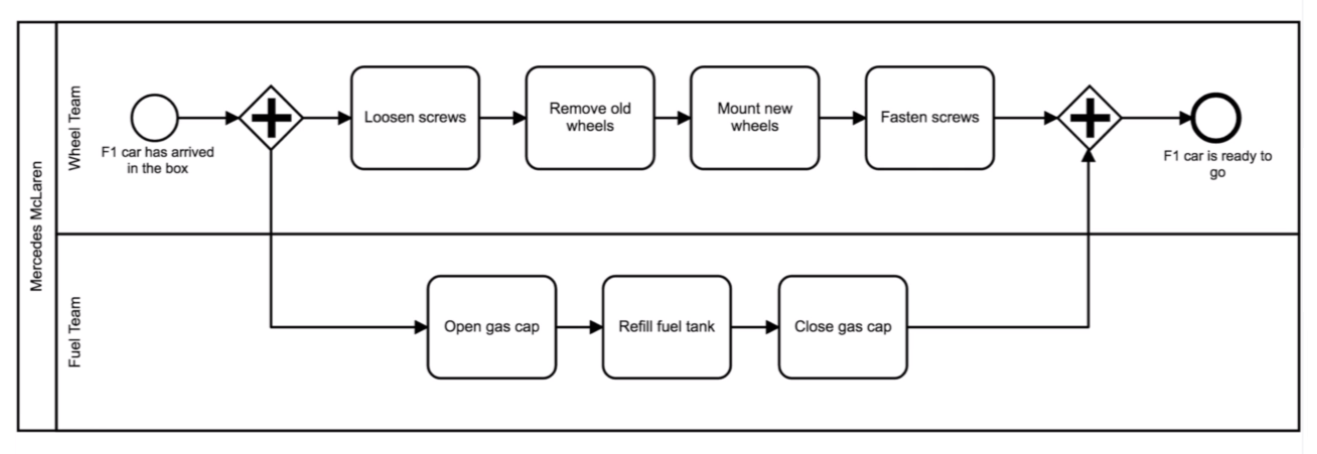 Mercedes McLaren
Wheel Team
F1 car has arrived
in the box
Loosen screws
Remove old
wheels
Mount new
wheels
Fasten screws
F1 car is ready to
go
Fuel Team
Open gas cap
Refill fuel tank
Close gas cap